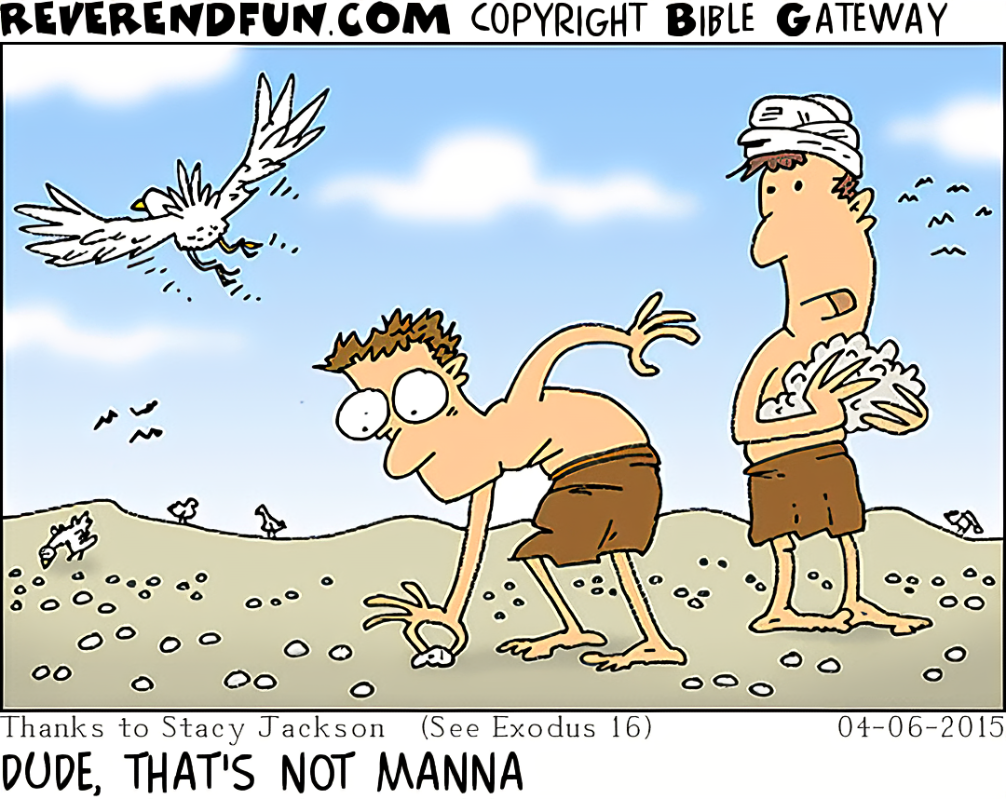 REVERENDFUN.COM COPYRIGHT BIBLE GATEWAY
Thanks to Stacy Jackson (See Exodus 16) 04-06-2015
DUDE, THAT'S NOT MANNA